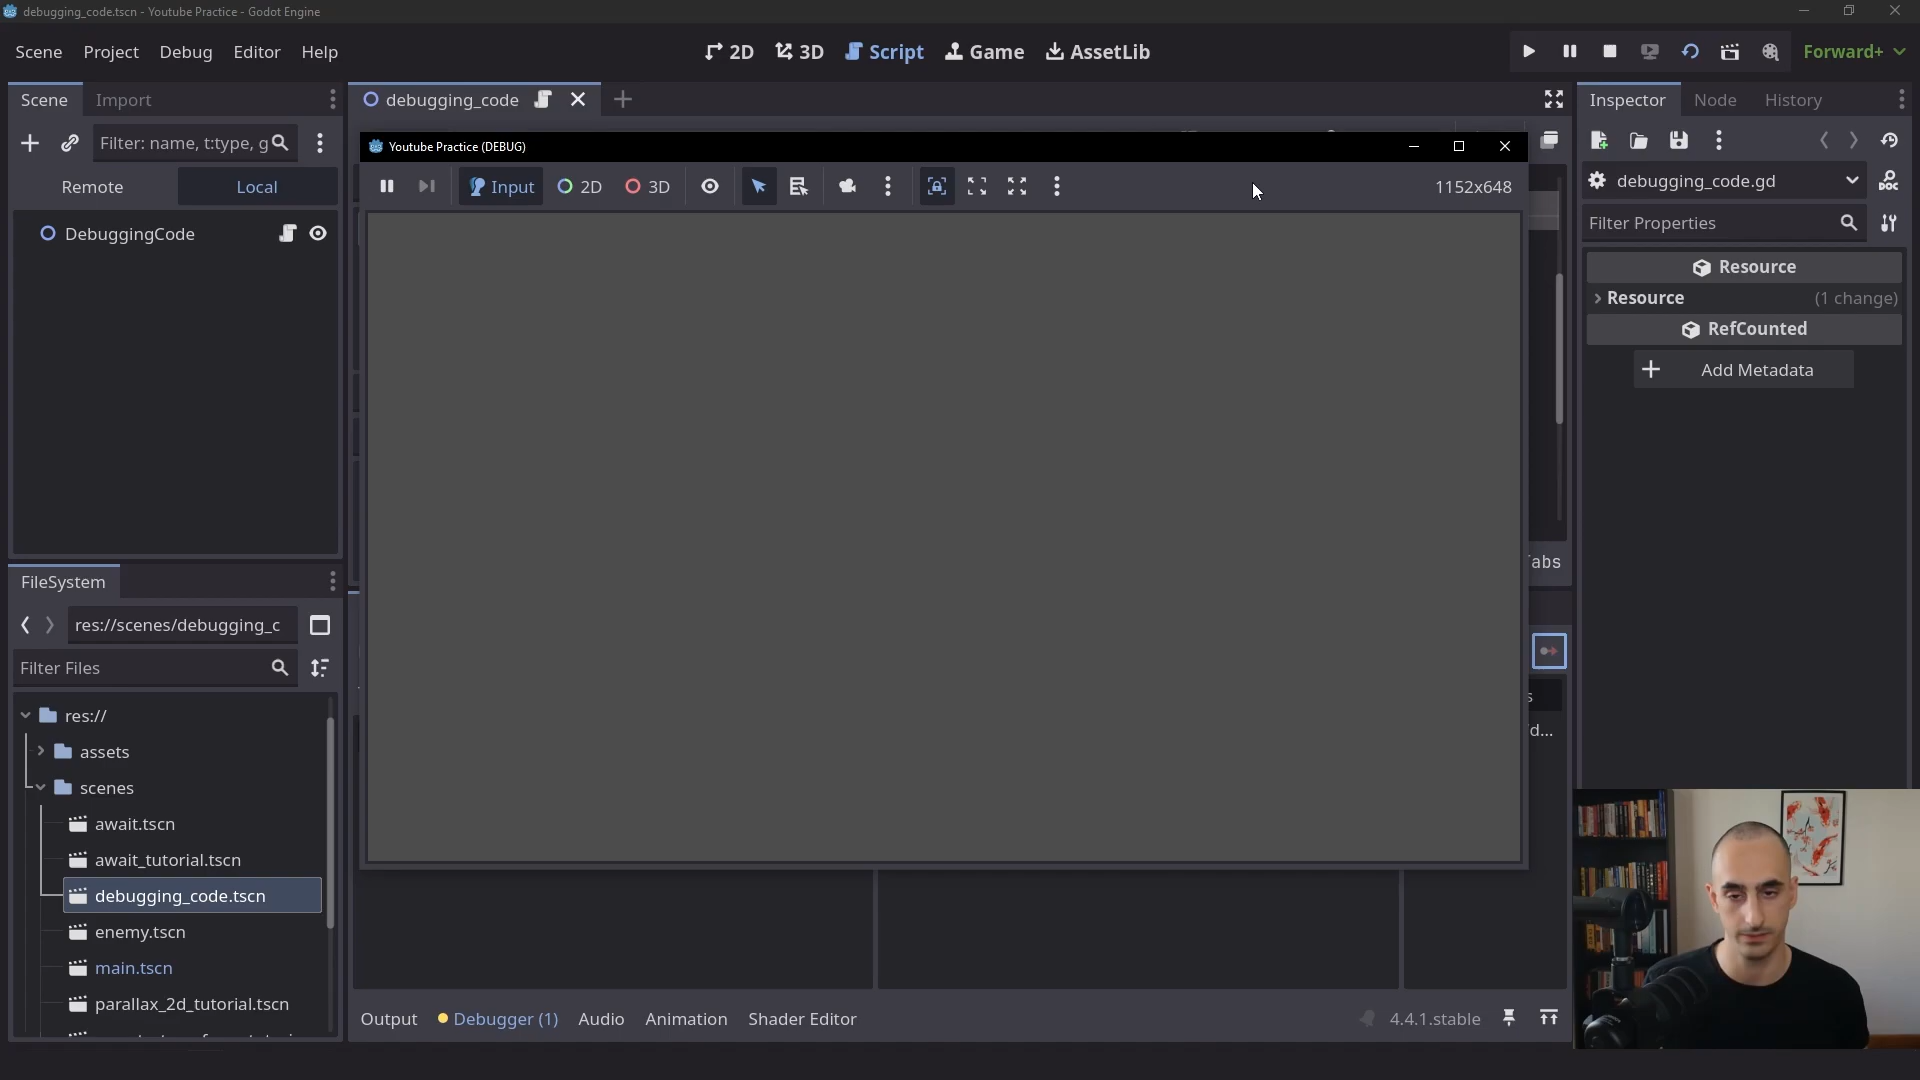 debugging_code.tscn - Youtube Practice - Godot Engine
Scene Project Debug Editor Help
2D 3D Script Game AssetLib
Forward+
Scene Import
debugging_code
Inspector Node History
Filter: name, t:type, g
Remote Local
DebuggingCode
Youtube Practice (DEBUG)
Input 2D 3D
1152x648
debugging_code.gd
Filter Properties
Resource
Resource (1 change)
RefCounted
Add Metadata
Tabs
FileSystem
res://scenes/debugging_c
Filter Files
s
d...
res://
assets
scenes
await.tscn
await_tutorial.tscn
debugging_code.tscn
enemy.tscn
main.tscn
parallax_2d_tutorial.tscn
Output Debugger (1) Audio Animation Shader Editor
4.4.1.stable